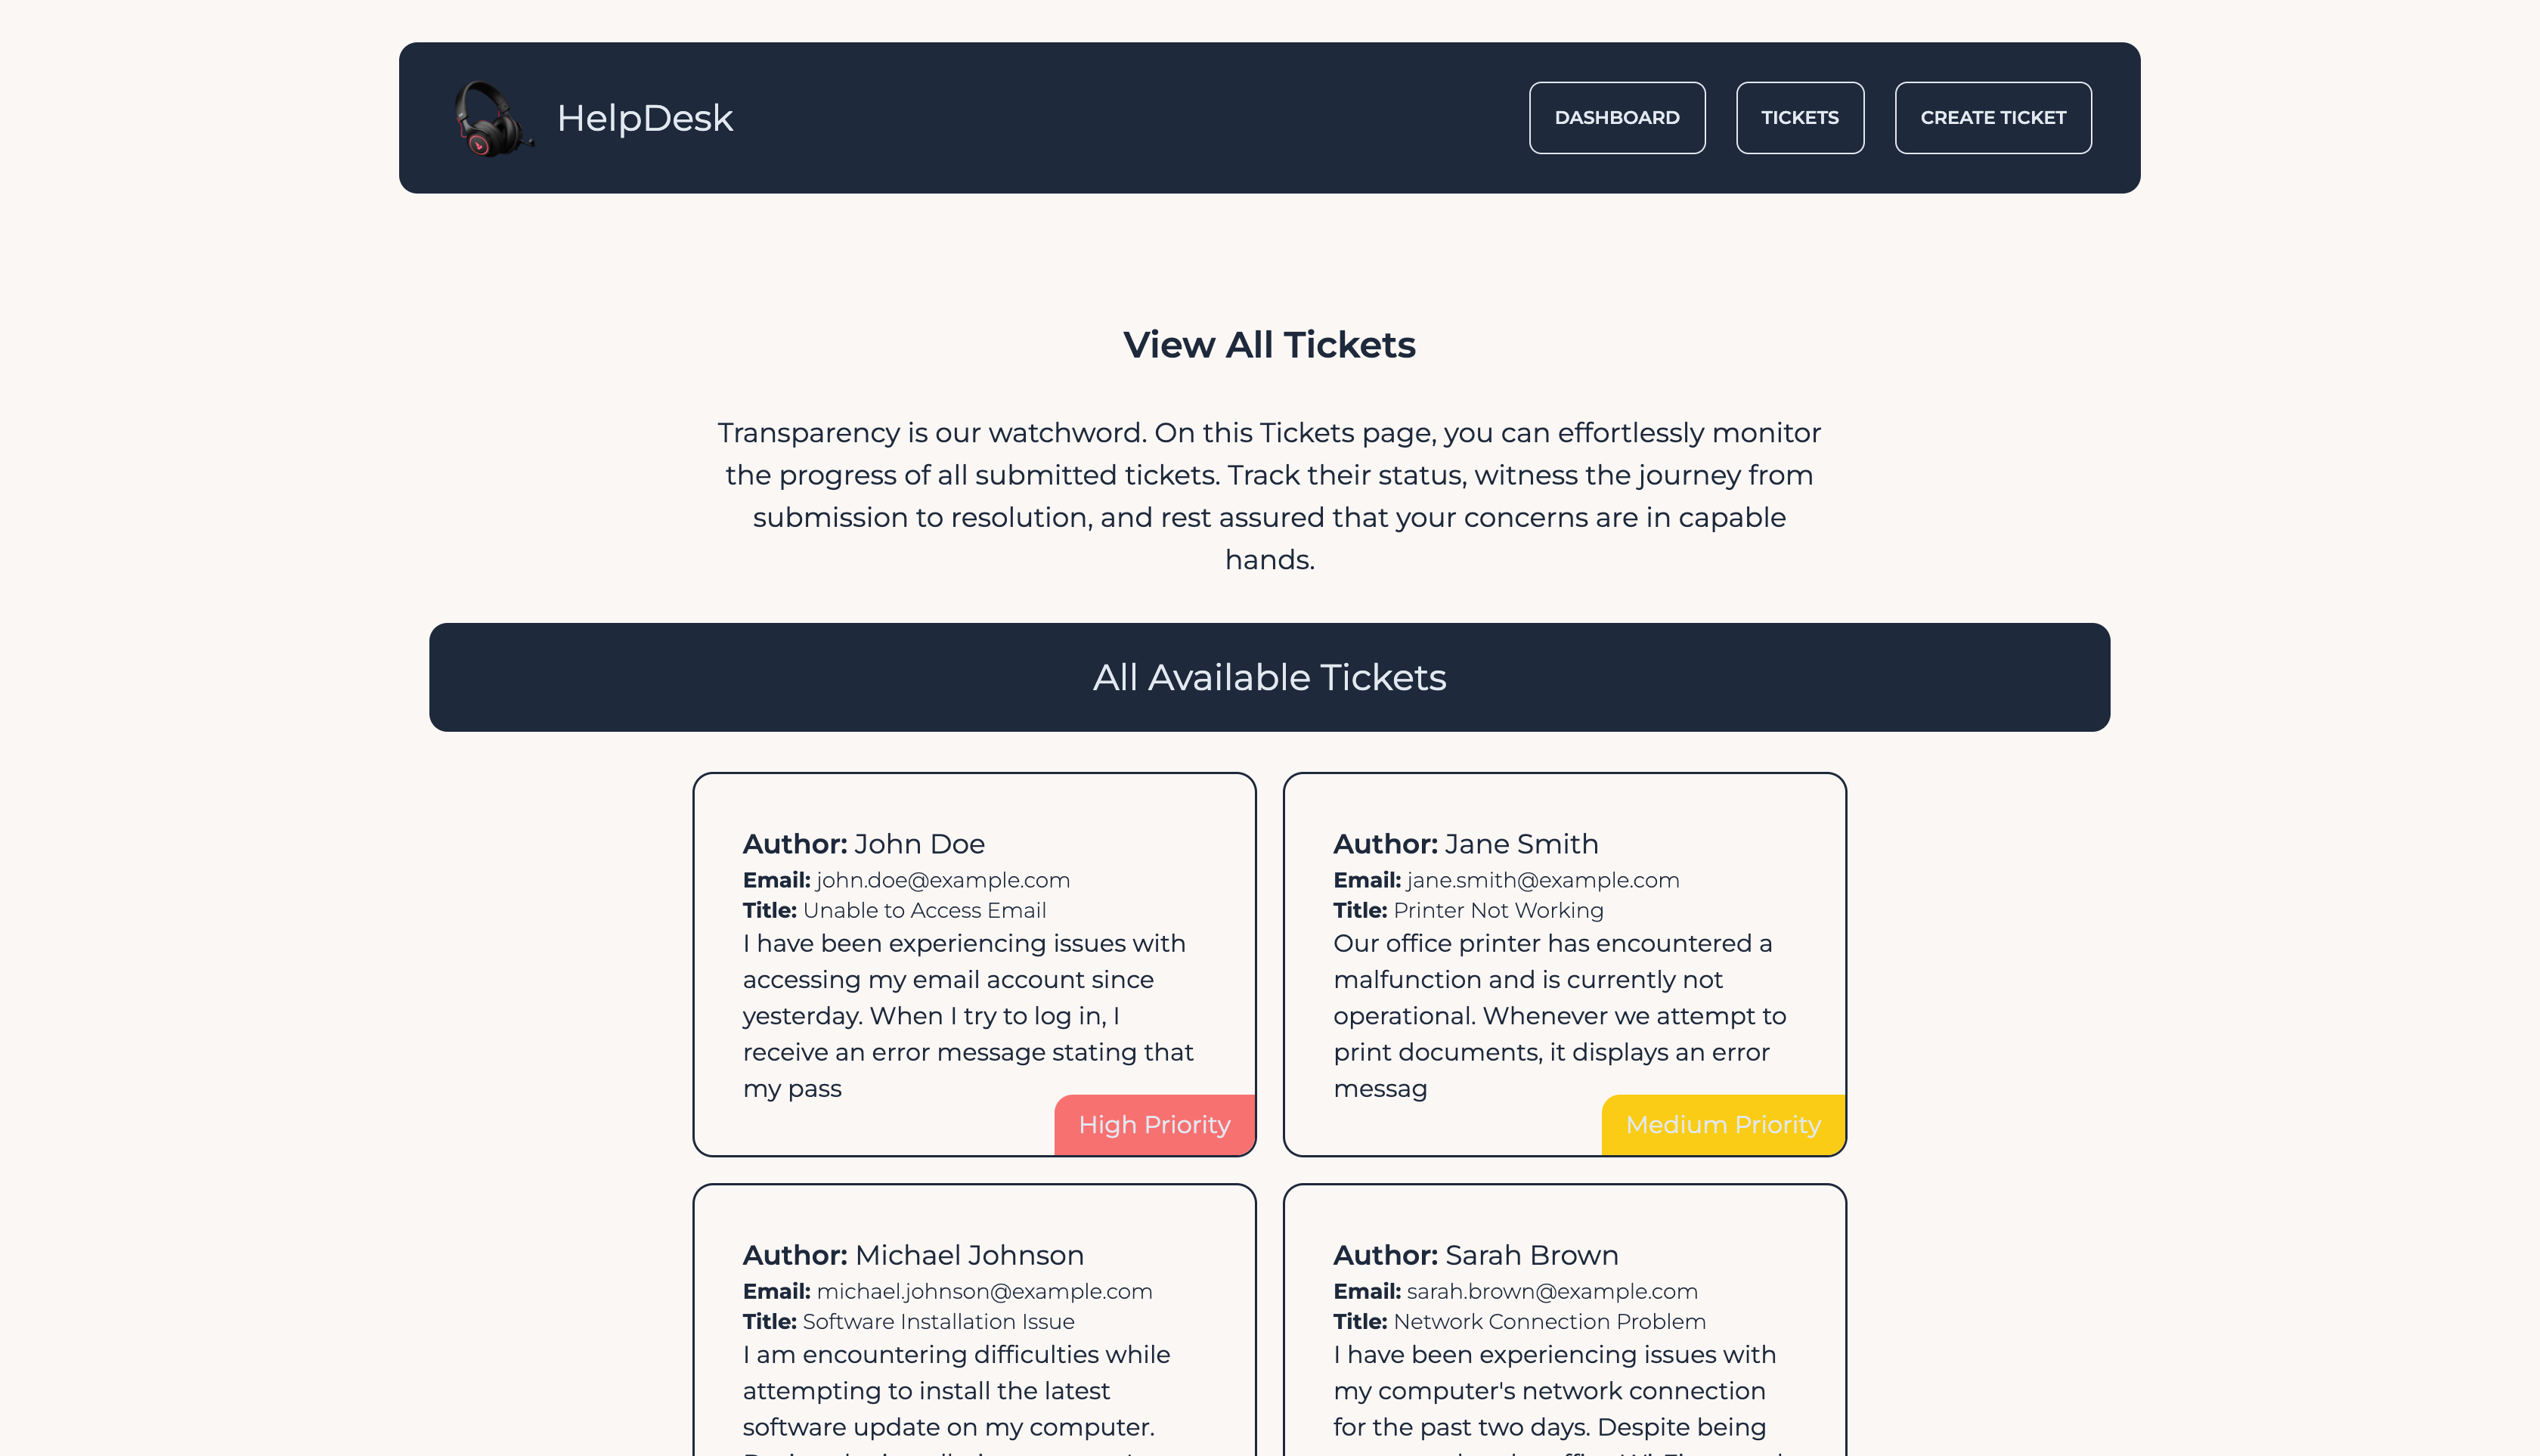 HelpDesk
DASHBOARD
TICKETS
CREATE TICKET
View All Tickets
Transparency is our watchword. On this Tickets page, you can effortlessly monitor
the progress of all submitted tickets. Track their status, witness the journey from
submission to resolution, and rest assured that your concerns are in capable
hands.
All Available Tickets
Author: John Doe
Email: john.doe@example.com
Title: Unable to Access Email
I have been experiencing issues with
accessing my email account since
yesterday. When I try to log in, I
receive an error message stating that
my pass
High Priority
Author: Jane Smith
Email: jane.smith@example.com
Title: Printer Not Working
Our office printer has encountered a
malfunction and is currently not
operational. Whenever we attempt to
print documents, it displays an error
messag
Medium Priority
Author: Michael Johnson
Email: michael.johnson@example.com
Title: Software Installation Issue
I am encountering difficulties while
attempting to install the latest
software update on my computer.
Author: Sarah Brown
Email: sarah.brown@example.com
Title: Network Connection Problem
I have been experiencing issues with
my computer's network connection
for the past two days. Despite being